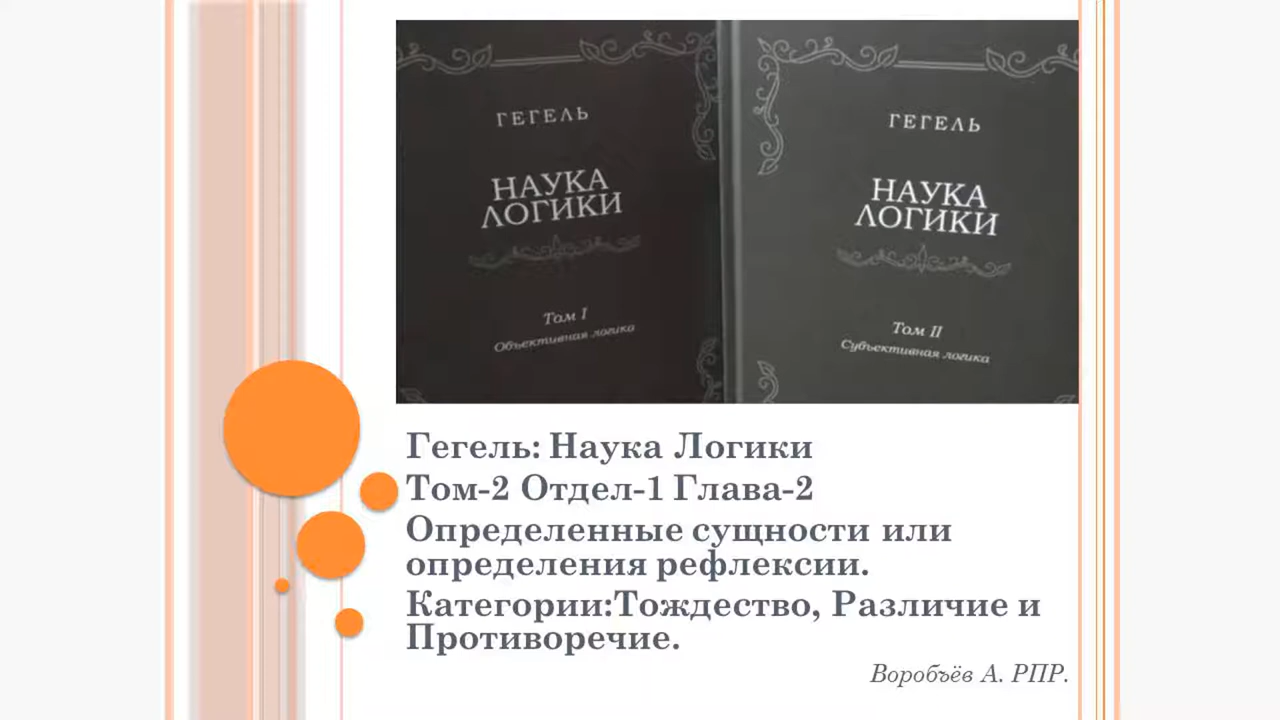 ГЕГЕЛЬ
НАУКА
ЛОГИКИ
Том I
Объективная логика
ГЕГЕЛЬ
НАУКА
ЛОГИКИ
Том II
Субъективная логика
Гегель: Наука Логики
Том-2 Отдел-1 Глава-2
Определенные сущности или
определения рефлексии.
Категории:Тождество, Различие и
Противоречие.
Воробъёв А. РПР.